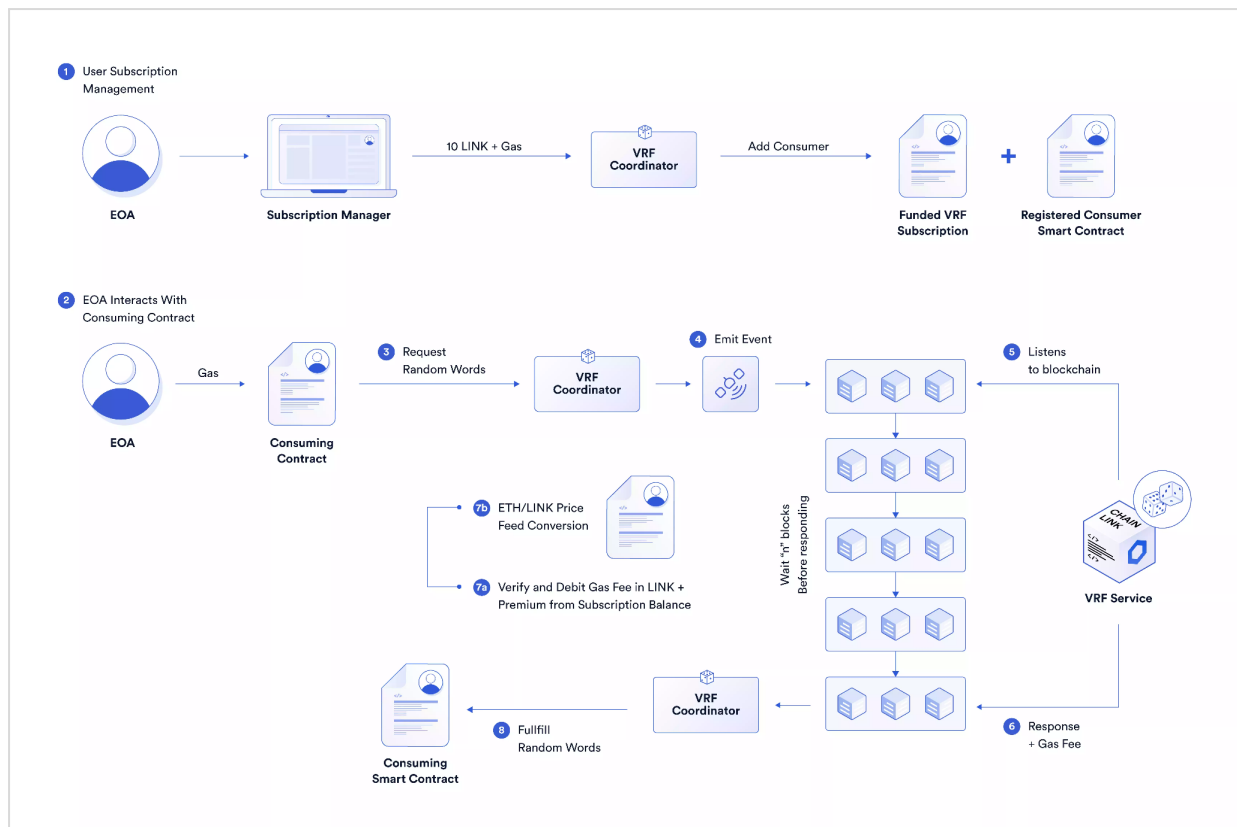 1 User Subscription
Management
EOA
Subscription Manager
10 LINK + Gas
VRF
Coordinator
Add Consumer
Funded VRF
Subscription
+
Registered Consumer
Smart Contract
2 EOA Interacts With
Consuming Contract
EOA
Gas
Consuming
Contract
3 Request
Random Words
VRF
Coordinator
4 Emit Event
5 Listens
to blockchain
Wait "n" blocks
Before responding
CHAIN
LINK
</>
</>
VRF Service
7b ETH/LINK Price
Feed Conversion
7a Verify and Debit Gas Fee in LINK +
Premium from Subscription Balance
6 Response
+ Gas Fee
VRF
Coordinator
8 Fullfill
Random Words
Consuming
Smart Contract